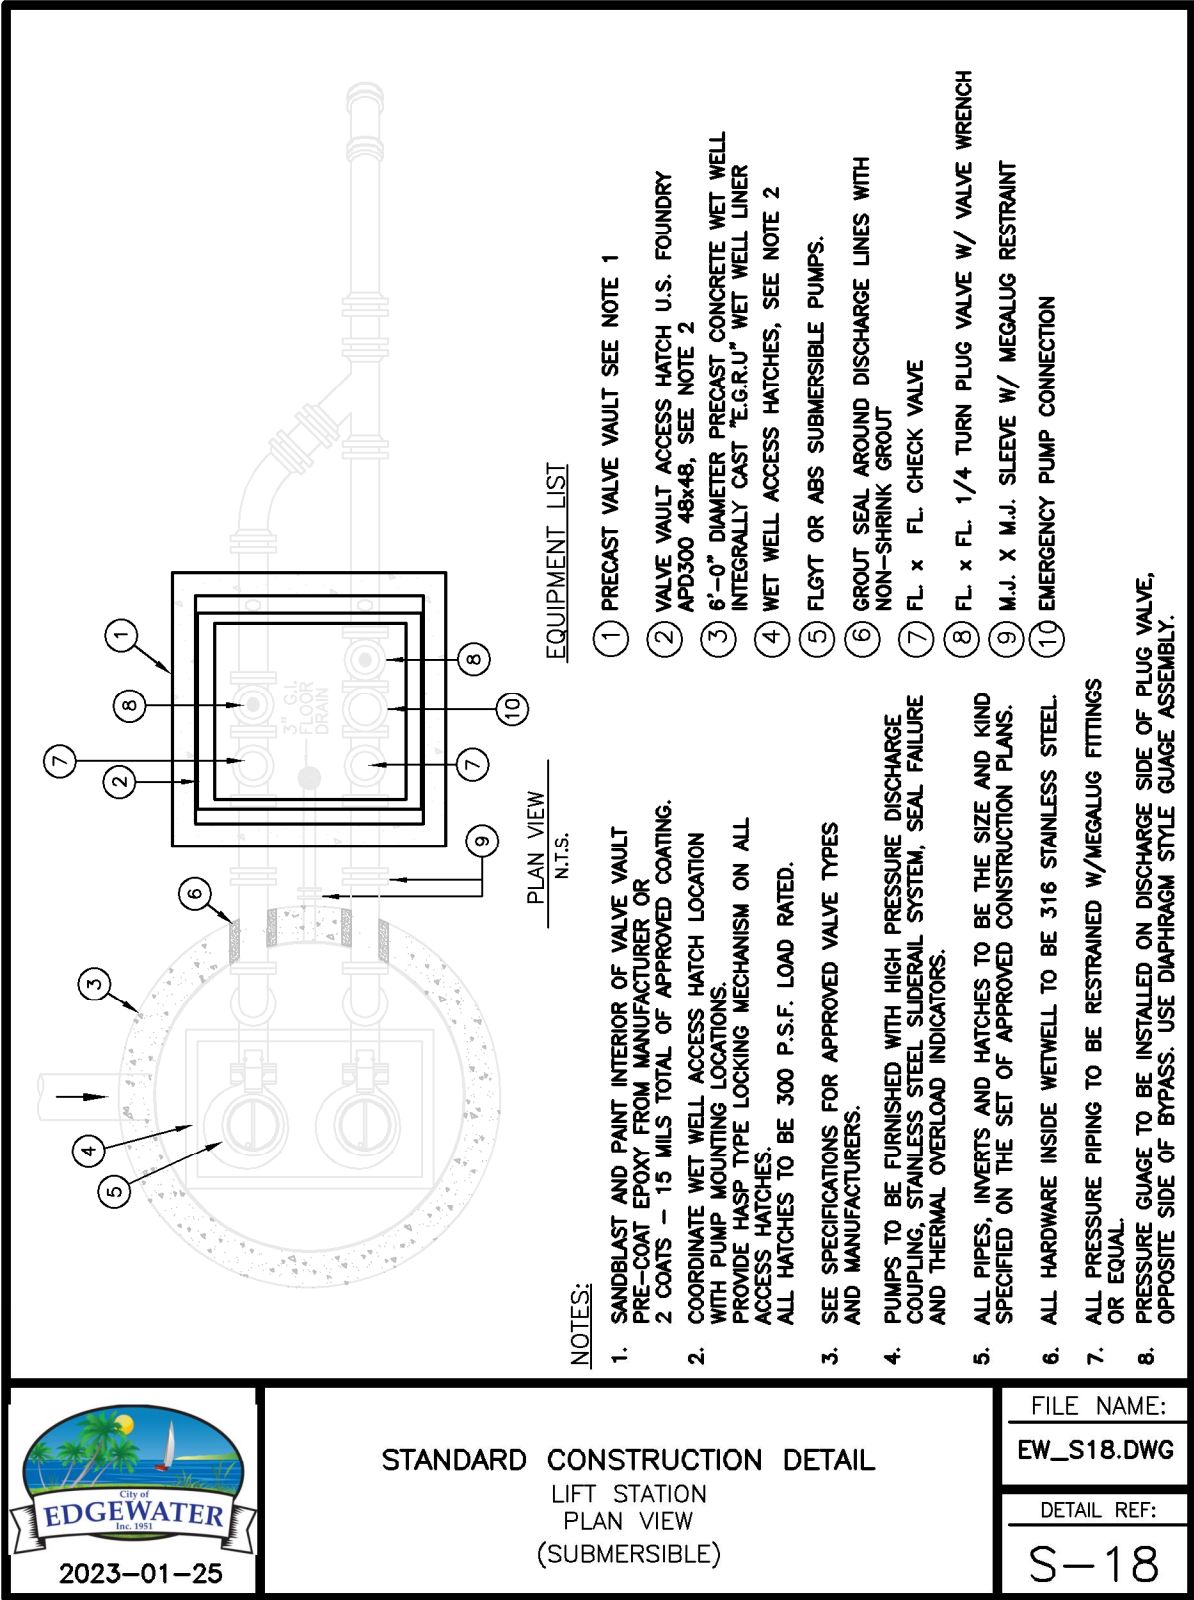 1
8
7
2
3" G.I.
FLOOR
DRAIN
8
10
7
9
6
3
4
5
PLAN VIEW
N.T.S.
EQUIPMENT LIST
1 PRECAST VALVE VAULT SEE NOTE 1
2 VALVE VAULT ACCESS HATCH U.S. FOUNDRY
APD300 48x48, SEE NOTE 2
3 6'-0" DIAMETER PRECAST CONCRETE WET WELL
INTEGRALLY CAST "E.G.R.U" WET WELL LINER
4 WET WELL ACCESS HATCHES, SEE NOTE 2
5 FLGYT OR ABS SUBMERSIBLE PUMPS.
6 GROUT SEAL AROUND DISCHARGE LINES WITH
NON-SHRINK GROUT
7 FL. x FL. CHECK VALVE
8 FL. x FL. 1/4 TURN PLUG VALVE W/ VALVE WRENCH
9 M.J. X M.J. SLEEVE W/ MEGALUG RESTRAINT
10 EMERGENCY PUMP CONNECTION
NOTES:
1. SANDBLAST AND PAINT INTERIOR OF VALVE VAULT
PRE-COAT EPOXY FROM MANUFACTURER OR
2 COATS - 15 MILS TOTAL OF APPROVED COATING.
2. COORDINATE WET WELL ACCESS HATCH LOCATION
WITH PUMP MOUNTING LOCATIONS.
PROVIDE HASP TYPE LOCKING MECHANISM ON ALL
ACCESS HATCHES.
ALL HATCHES TO BE 300 P.S.F. LOAD RATED.
3. SEE SPECIFICATIONS FOR APPROVED VALVE TYPES
AND MANUFACTURERS.
4. PUMPS TO BE FURNISHED WITH HIGH PRESSURE DISCHARGE
COUPLING, STAINLESS STEEL SLIDERAIL SYSTEM, SEAL FAILURE
AND THERMAL OVERLOAD INDICATORS.
5. ALL PIPES, INVERTS AND HATCHES TO BE THE SIZE AND KIND
SPECIFIED ON THE SET OF APPROVED CONSTRUCTION PLANS.
6. ALL HARDWARE INSIDE WETWELL TO BE 316 STAINLESS STEEL.
7. ALL PRESSURE PIPING TO BE RESTRAINED W/MEGALUG FITTINGS
OR EQUAL.
8. PRESSURE GUAGE TO BE INSTALLED ON DISCHARGE SIDE OF PLUG VALVE,
OPPOSITE SIDE OF BYPASS. USE DIAPHRAGM STYLE GUAGE ASSEMBLY.
City of
EDGEWATER
Inc. 1951
2023-01-25
STANDARD CONSTRUCTION DETAIL
LIFT STATION
PLAN VIEW
(SUBMERSIBLE)
FILE NAME:
EW_S18.DWG
DETAIL REF:
S-18